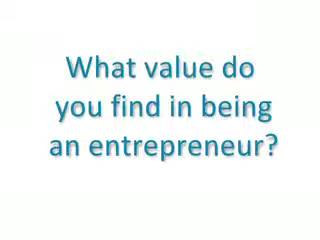 What value do
you find in being
an entrepreneur?